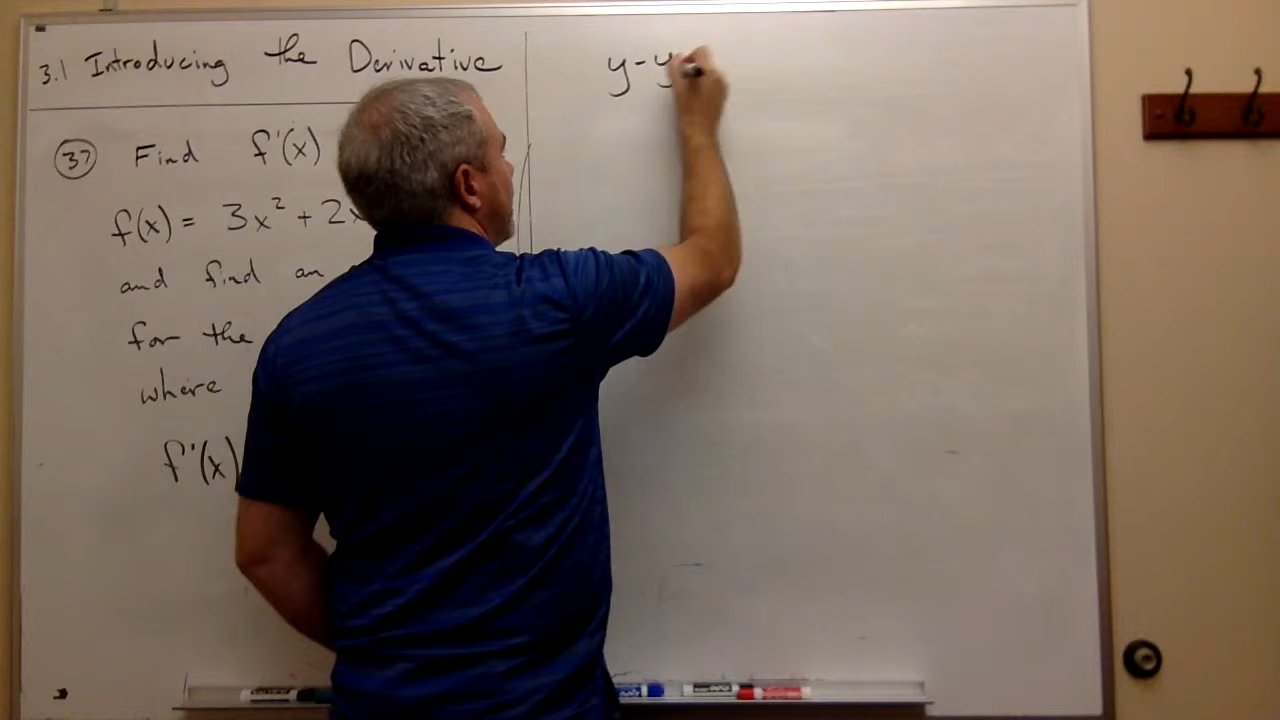 3.1 Introducing the Derivative
37 Find f'(x)
f(x) = 3x² + 2x
and find an
for the
where
f'(x)
y-y